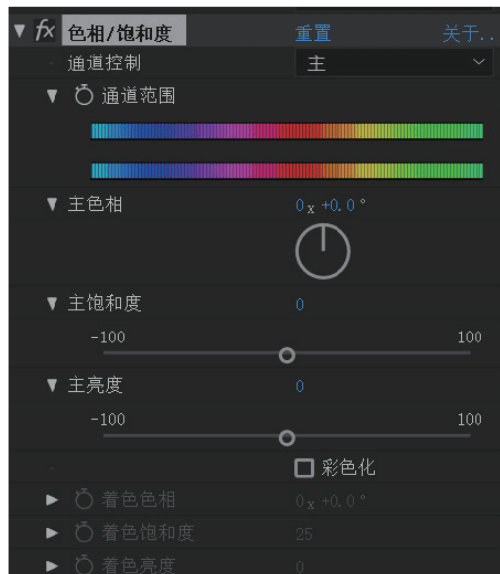 fx 色相/饱和度 重置 关于..
通道控制 主
通道范围
主色相 0x+0.0°
主饱和度 0
-100 100
主亮度 0
-100 100
彩色化
着色色相 0x+0.0°
着色饱和度 25
着色亮度 0